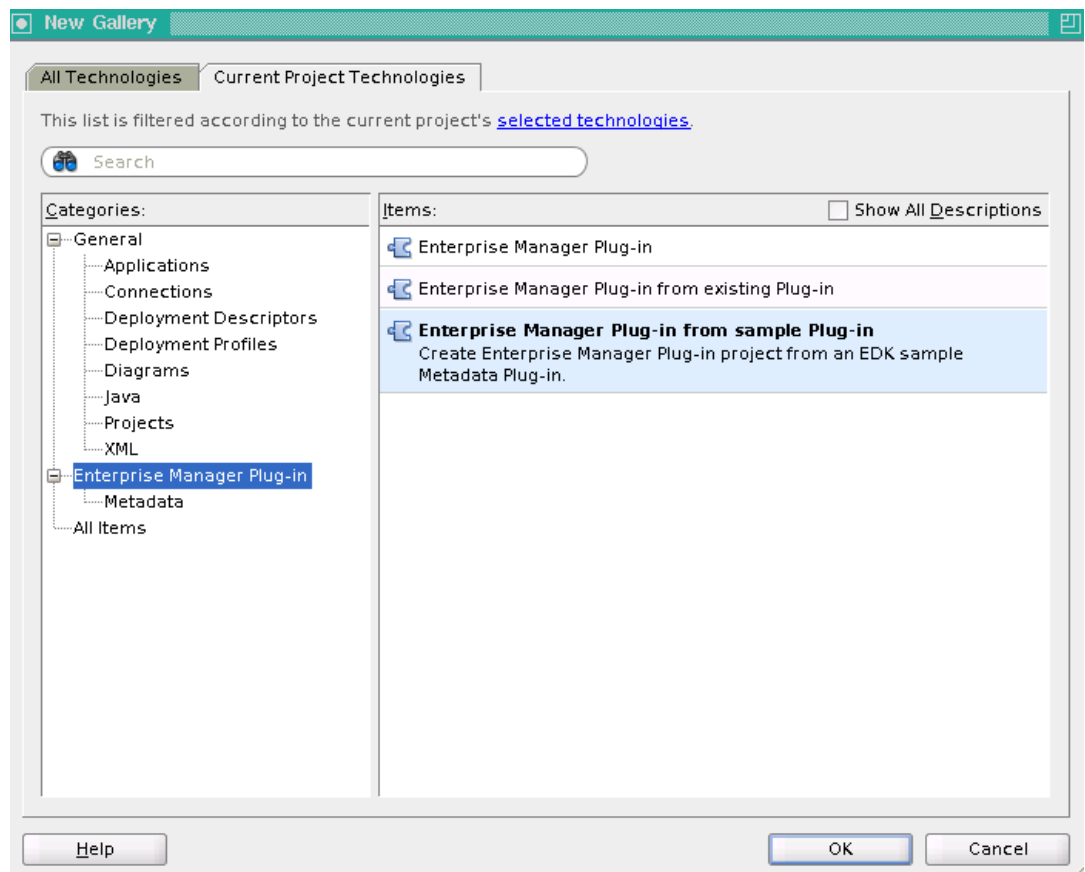 New Gallery
All Technologies
Current Project Technologies
This list is filtered according to the current project's selected technologies.
Search
Categories:
General
Applications
Connections
Deployment Descriptors
Deployment Profiles
Diagrams
Java
Projects
XML
Enterprise Manager Plug-in
Metadata
All Items
Items:
Show All Descriptions
Enterprise Manager Plug-in
Enterprise Manager Plug-in from existing Plug-in
Enterprise Manager Plug-in from sample Plug-in
Create Enterprise Manager Plug-in project from an EDK sample
Metadata Plug-in.
Help
OK
Cancel